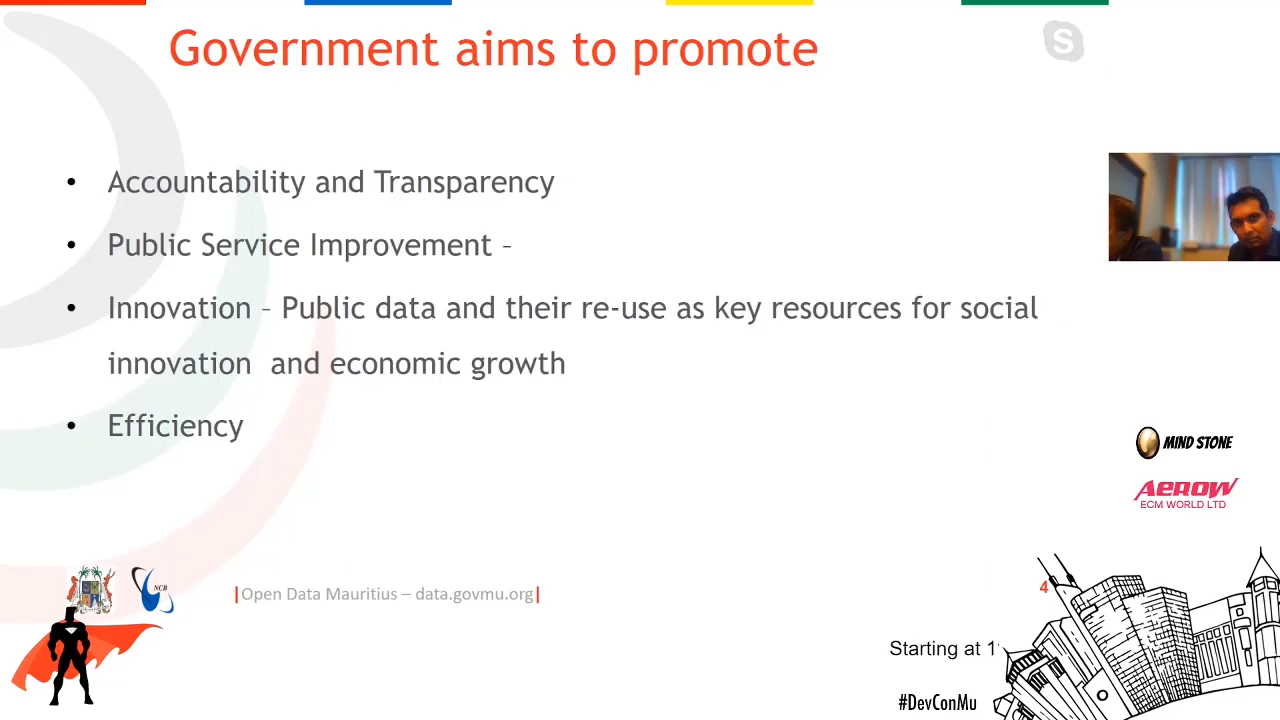 Government aims to promote
• Accountability and Transparency
• Public Service Improvement –
• Innovation – Public data and their re-use as key resources for social
innovation and economic growth
• Efficiency
MIND STONE
AEROW
ECM WORLD LTD
NCB
|Open Data Mauritius – data.govmu.org|
4
Starting at 1
#DevConMu